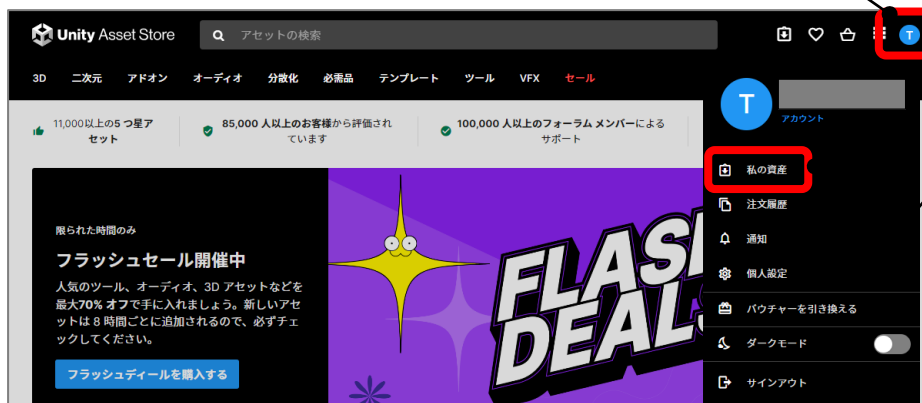 Unity Asset Store
アセットの検索
T
3D 二次元 アドオン オーディオ 分散化 必需品 テンプレート ツール VFX セール
11,000以上の5 つ星ア
セット
85,000 人以上のお客様から評価され
ています
100,000 人以上のフォーラム メンバーによる
サポート
限られた時間のみ
フラッシュセール開催中
人気のツール、オーディオ、3D アセットなどを
最大70% オフで手に入れましょう。新しいアセ
ットは 8 時間ごとに追加されるので、必ずチェ
ックしてください。
フラッシュディールを購入する
FLAS
DEAL
T
アカウント
私の資産
注文履歴
通知
個人設定
バウチャーを引き換える
ダークモード
サインアウト